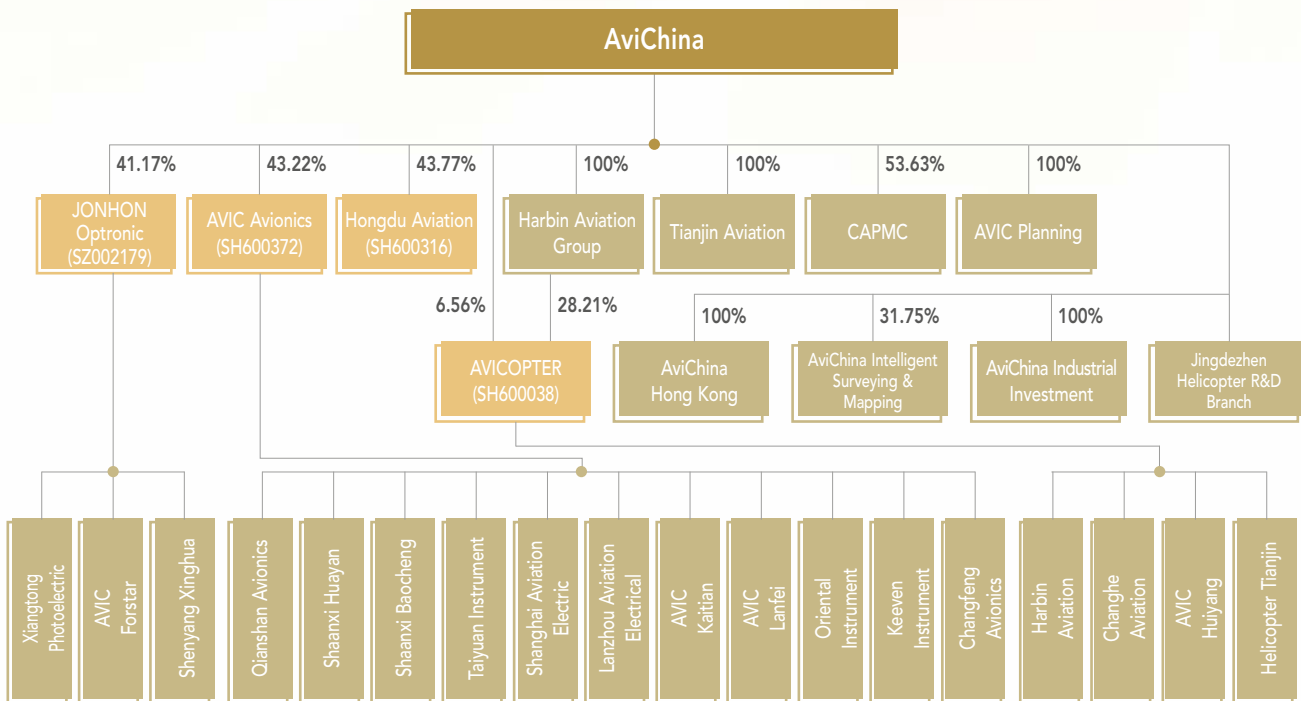 AviChina
41.17%
43.22%
43.77%
100%
100%
53.63%
100%
JONHON
Optronic
(SZ002179)
AVIC Avionics
(SH600372)
Hongdu Aviation
(SH600316)
Harbin Aviation
Group
Tianjin Aviation
CAPMC
AVIC Planning
6.56%
28.21%
100%
31.75%
100%
AVICOPTER
(SH600038)
AviChina
Hong Kong
AviChina Intelligent
Surveying &
Mapping
AviChina Industrial
Investment
Jingdezhen
Helicopter R&D
Branch
Xiangtong
Photoelectric
AVIC
Forstar
Shenyang Xinghua
Qianshan Avionics
Shaanxi Huayan
Shaanxi Baocheng
Taiyuan Instrument
Shanghai Aviation
Electric
Lanzhou Aviation
Electrical
AVIC
Kaitian
AVIC
Lanfei
Oriental
Instrument
Keeven
Instrument
Changfeng
Avionics
Harbin
Aviation
Changhe
Aviation
AVIC
Huiyang
Helicopter Tianjin